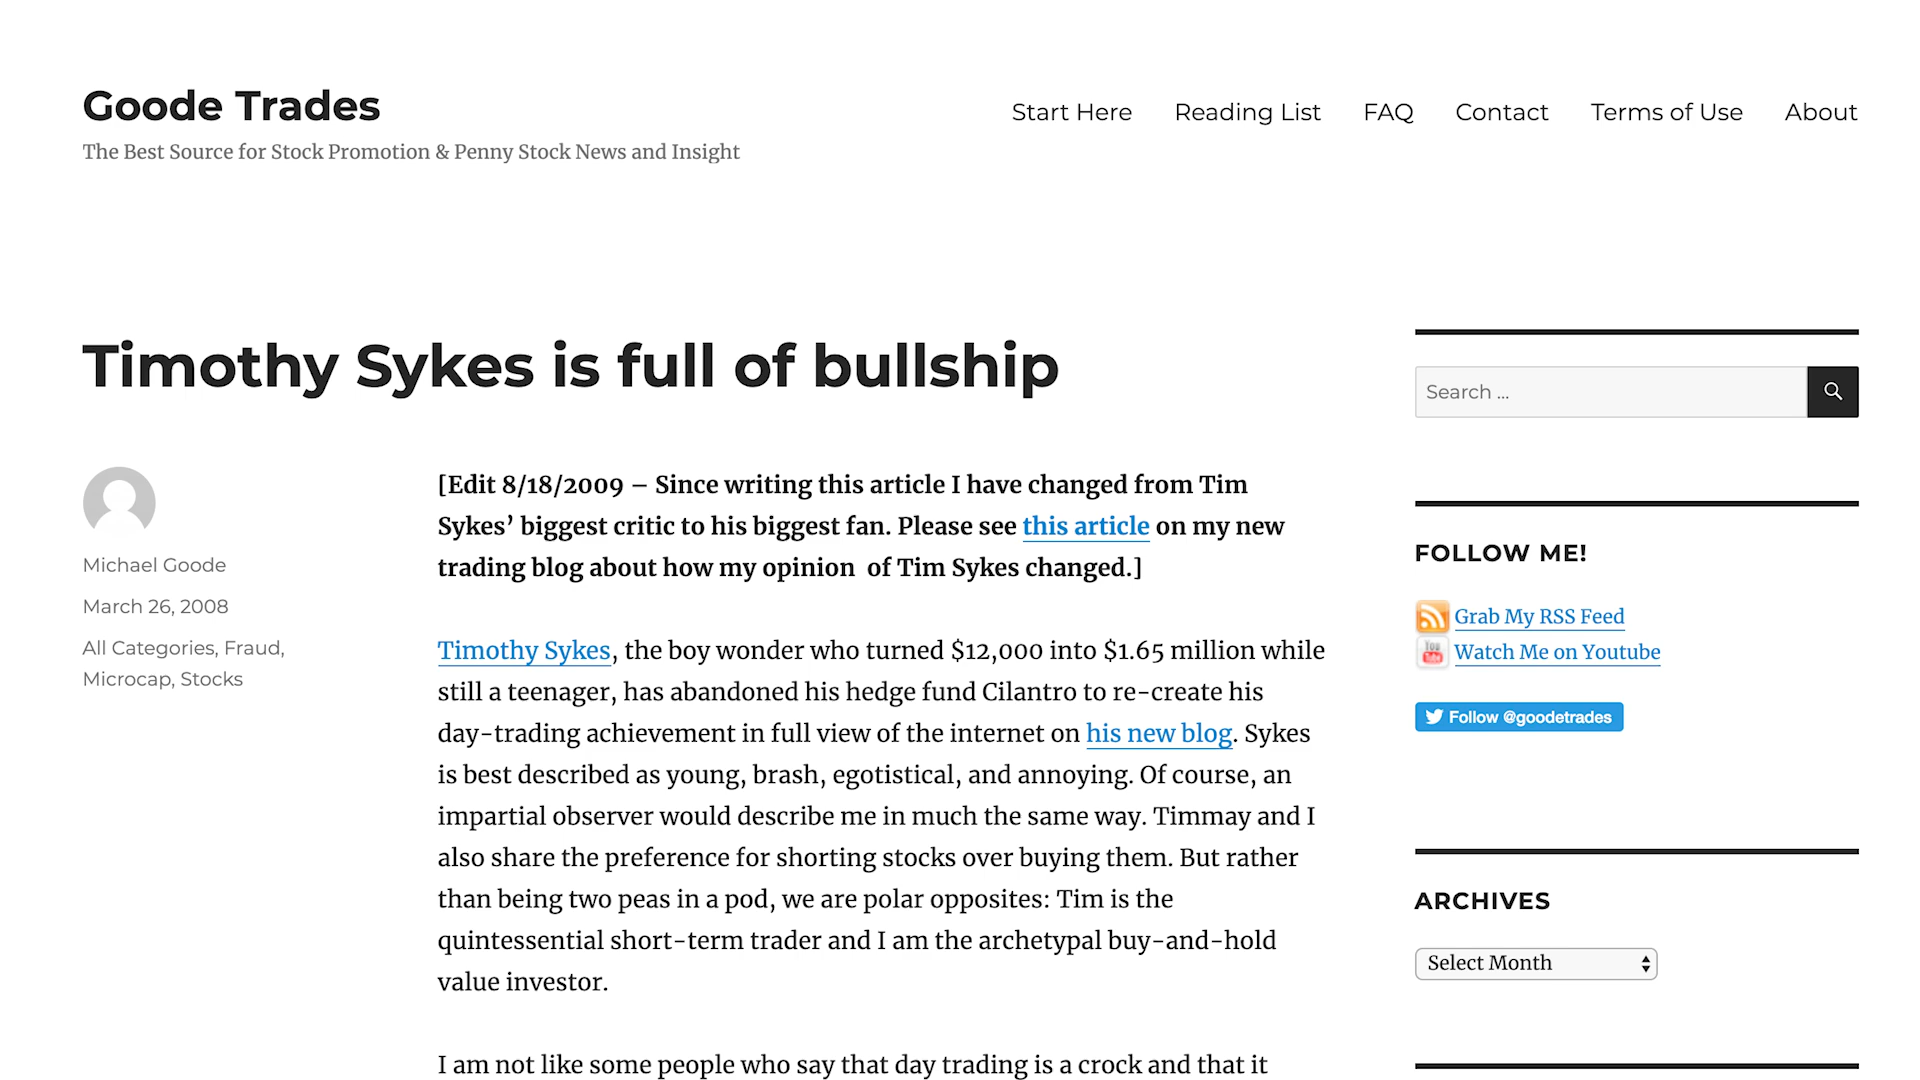 Goode Trades
The Best Source for Stock Promotion & Penny Stock News and Insight
Start Here
Reading List
FAQ
Contact
Terms of Use
About
Timothy Sykes is full of bullship
Michael Goode
March 26, 2008
All Categories, Fraud,
Microcap, Stocks
[Edit 8/18/2009 – Since writing this article I have changed from Tim
Sykes’ biggest critic to his biggest fan. Please see this article on my new
trading blog about how my opinion  of Tim Sykes changed.]
Timothy Sykes, the boy wonder who turned $12,000 into $1.65 million while
still a teenager, has abandoned his hedge fund Cilantro to re-create his
day-trading achievement in full view of the internet on his new blog. Sykes
is best described as young, brash, egotistical, and annoying. Of course, an
impartial observer would describe me in much the same way. Timmay and I
also share the preference for shorting stocks over buying them. But rather
than being two peas in a pod, we are polar opposites: Tim is the
quintessential short-term trader and I am the archetypal buy-and-hold
value investor.
I am not like some people who say that day trading is a crock and that it
Search …
FOLLOW ME!
Grab My RSS Feed
You Tube
Watch Me on Youtube
Follow @goodetrades
ARCHIVES
Select Month